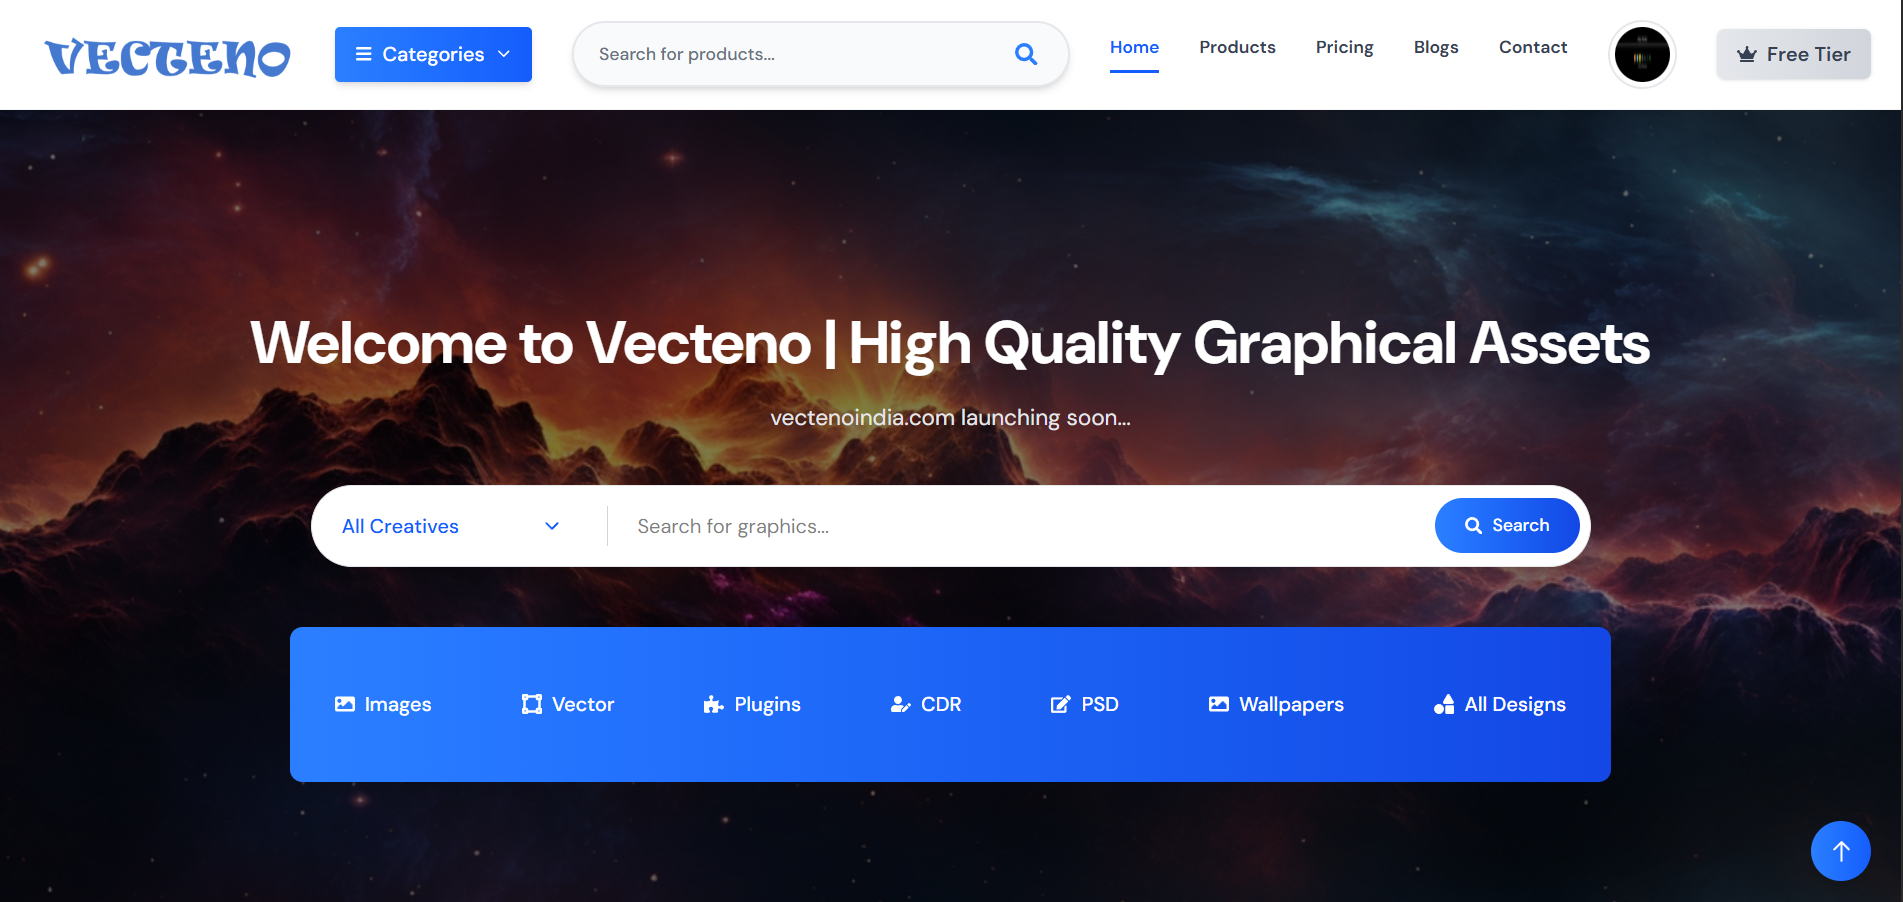 VECTENO
Categories
Search for products...
Home
Products
Pricing
Blogs
Contact
Free Tier
Welcome to Vecteno | High Quality Graphical Assets
vectenoindia.com launching soon...
All Creatives
Search for graphics...
Search
Images
Vector
Plugins
CDR
PSD
Wallpapers
All Designs